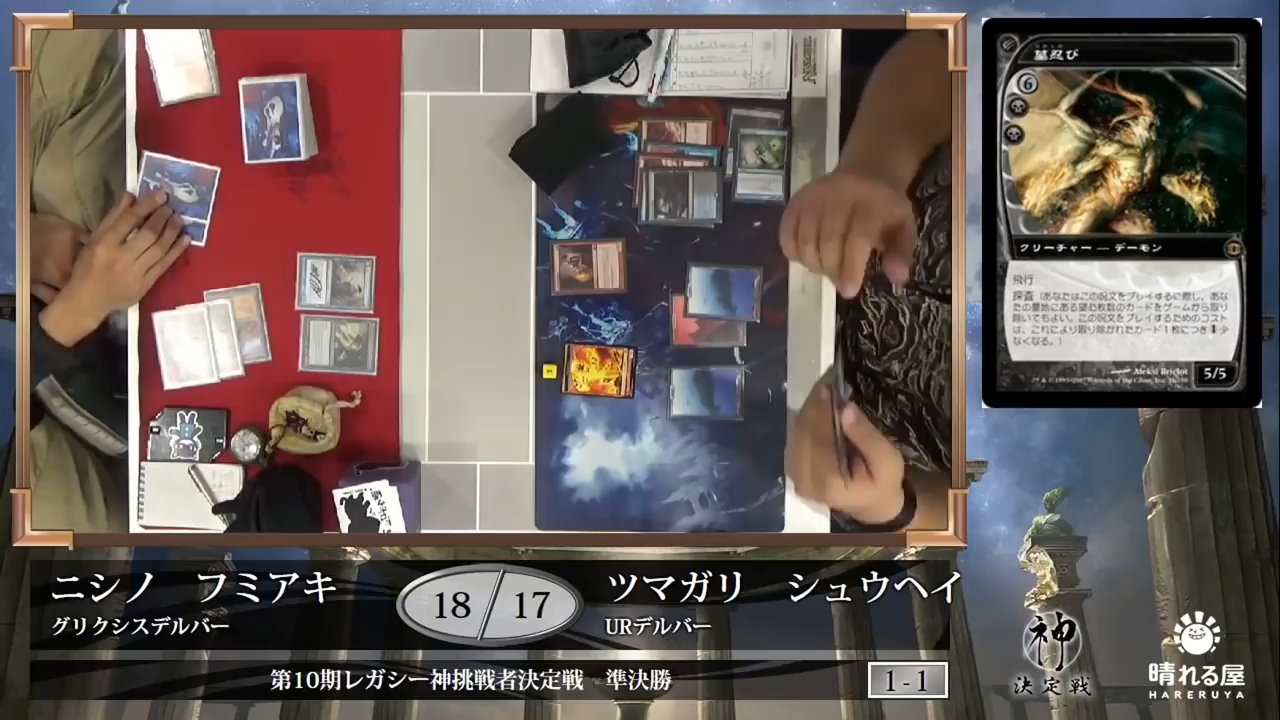 墓忍び
6
クリーチャー — デーモン
飛行
探査(あなたはこの呪文をプレイするに際し、あな
たの墓地にある望む枚数のカードをゲームから取り
除いてもよい。この呪文をプレイするためのコスト
は、これにより取り除かれたカード1枚につき1少
なくなる。)
Aleksi Briclot
5/5
ニシノ フミアキ
グリクシスデルバー
18/17
ツマガリ シュウヘイ
URデルバー
第10期レガシー神挑戦者決定戦 準決勝
1-1
神
決定戦
晴れる屋
HARERUYA